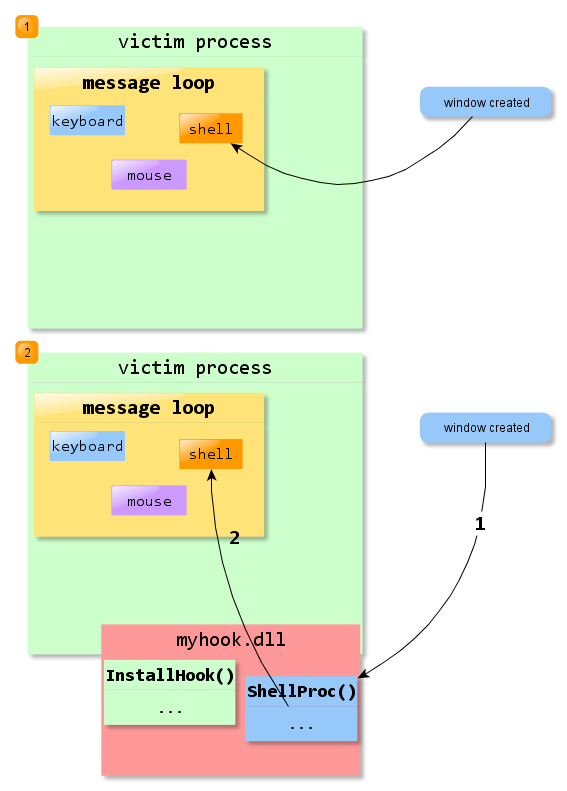 1
victim process
message loop
keyboard
shell
mouse
window created
2
victim process
message loop
keyboard
shell
mouse
window created
1
2
myhook.dll
InstallHook()
...
ShellProc()
...